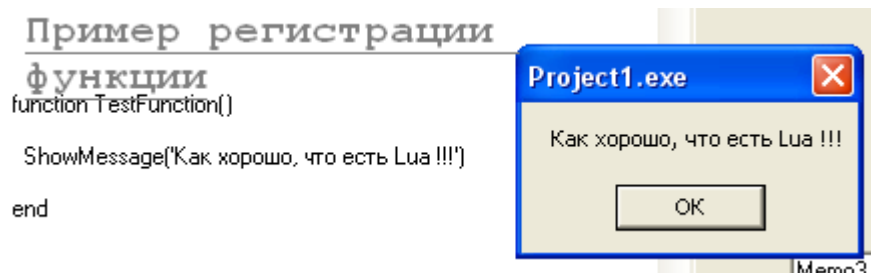 Пример регистрации
функции
function TestFunction()
ShowMessage('Как хорошо, что есть Lua !!!')
end
Project1.exe
Как хорошо, что есть Lua !!!
OK
Memo3